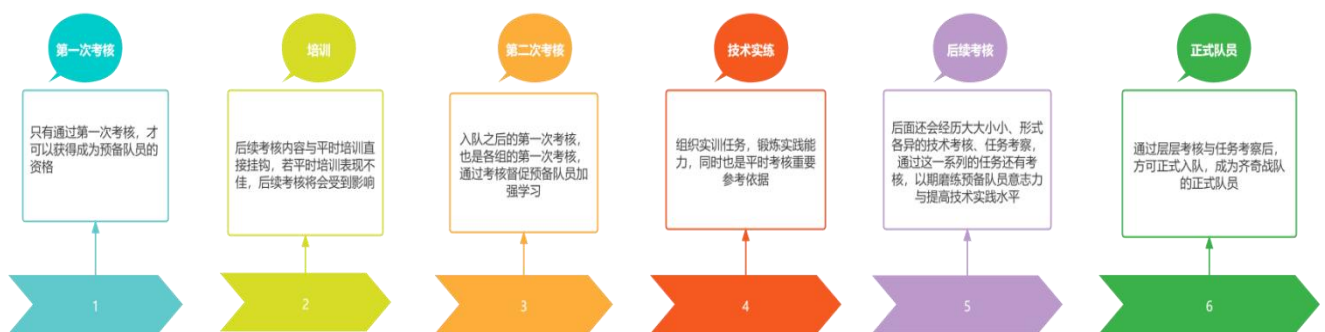 第一次考核
只有通过第一次考核，才
可以获得成为预备队员的
资格
1
培训
后续考核内容与平时培训直
接挂钩，若平时培训表现不
佳，后续考核将会受到影响
2
第二次考核
入队之后的第一次考核，
也是各组的第一次考核，
通过考核督促预备队员加
强学习
3
技术实练
组织实训任务，锻炼实践能
力，同时也是平时考核重要
参考依据
4
后续考核
后面还会经历大大小小、形式
各异的技术考核、任务考察，
通过这一系列的任务还有考
核，以期磨练预备队员意志力
与提高技术实践水平
5
正式队员
通过层层考核与任务考察后，
方可正式入队，成为齐奇战队
的正式队员
6